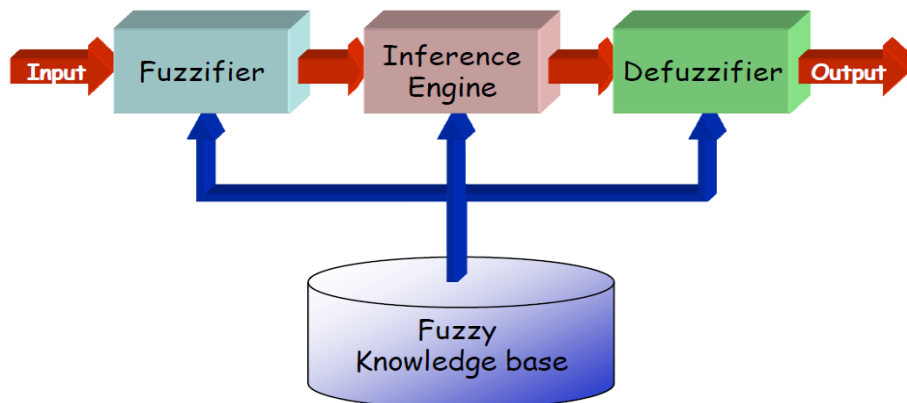 Input
Fuzzifier
Inference
Engine
Defuzzifier
Output
Fuzzy
Knowledge base